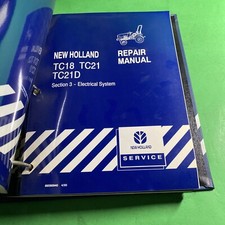 NEW HOLLAND
REPAIR
MANUAL
TC18 TC21
TC21D
Section 3 - Electrical System
NEW HOLLAND
SERVICE